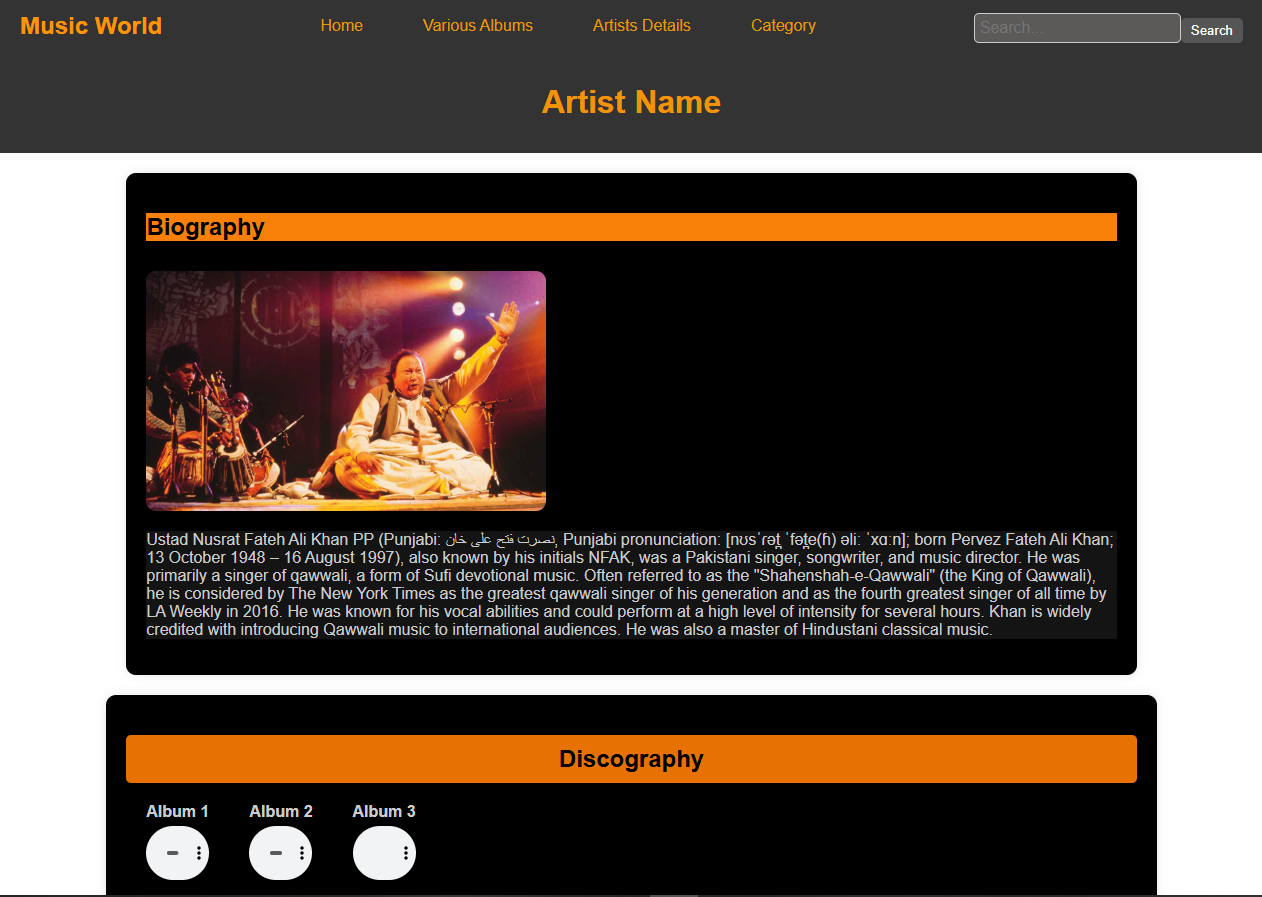 Music World
Home
Various Albums
Artists Details
Category
Search...
Search
Artist Name
Biography
Ustad Nusrat Fateh Ali Khan PP (Punjabi: نصرت فتح علی خان, Punjabi pronunciation: [nʊsˈɾət̪ ˈfət̪e(ɦ) əliː ˈxɑːn]; born Pervez Fateh Ali Khan;
13 October 1948 – 16 August 1997), also known by his initials NFAK, was a Pakistani singer, songwriter, and music director. He was
primarily a singer of qawwali, a form of Sufi devotional music. Often referred to as the "Shahenshah-e-Qawwali" (the King of Qawwali),
he is considered by The New York Times as the greatest qawwali singer of his generation and as the fourth greatest singer of all time by
LA Weekly in 2016. He was known for his vocal abilities and could perform at a high level of intensity for several hours. Khan is widely
credited with introducing Qawwali music to international audiences. He was also a master of Hindustani classical music.
Discography
Album 1
Album 2
Album 3